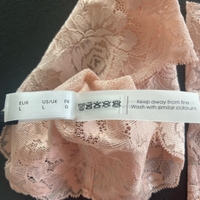 EUR US/UK
L L G
Keep away from fire
Wash with similar colours